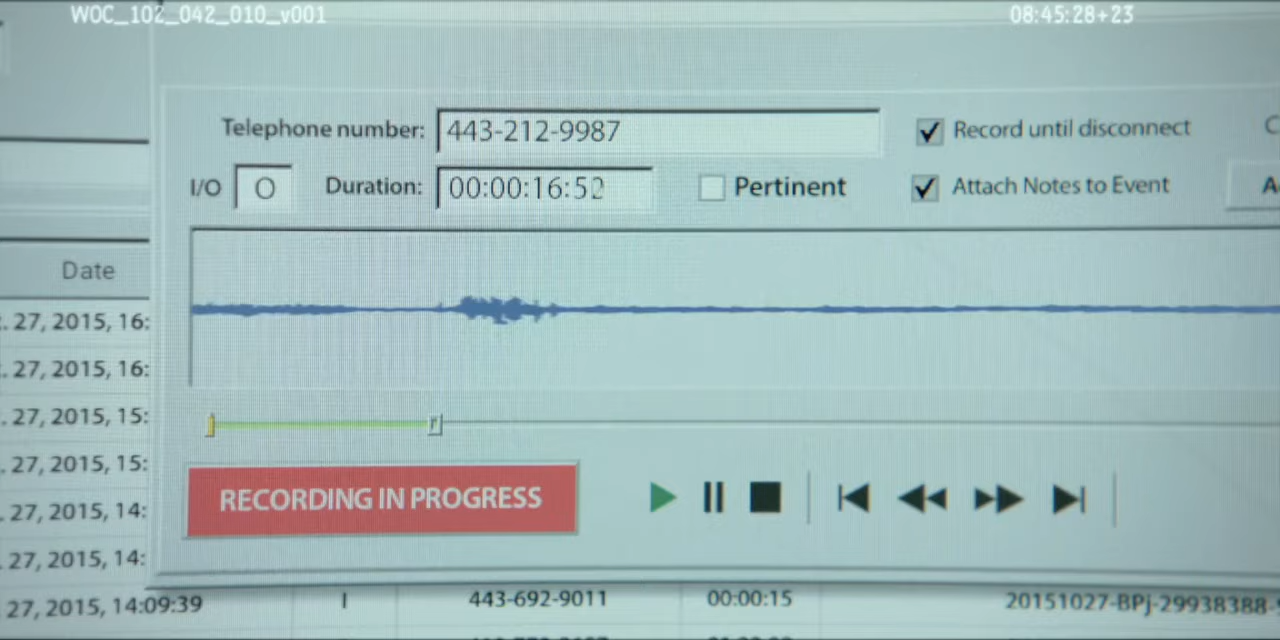 WOC_102_042_010_v001
08:45:28+23
Telephone number: 443-212-9987
Record until disconnect
I/O O Duration: 00:00:16:52
Pertinent
Attach Notes to Event
Date
27, 2015, 16:
27, 2015, 16:
27, 2015, 15:
27, 2015, 15:
27, 2015, 14:
27, 2015, 14:
RECORDING IN PROGRESS
27, 2015, 14:09:39 I 443-692-9011 00:00:15 20151027-BPJ-29938388-